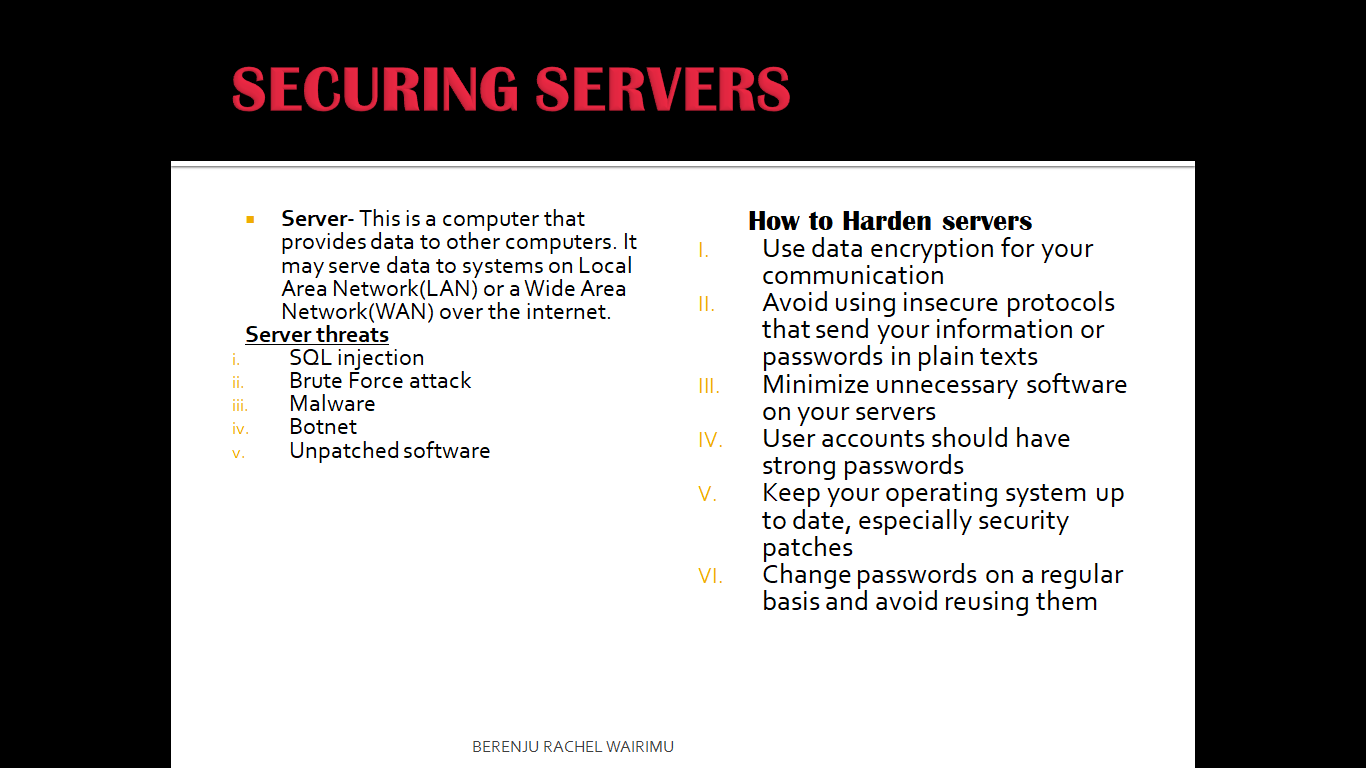 SECURING SERVERS
▪ Server- This is a computer that
provides data to other computers. It
may serve data to systems on Local
Area Network(LAN) or a Wide Area
Network(WAN) over the internet.
Server threats
i. SQL injection
ii. Brute Force attack
iii. Malware
iv. Botnet
v. Unpatched software
How to Harden servers
I. Use data encryption for your
communication
II. Avoid using insecure protocols
that send your information or
passwords in plain texts
III. Minimize unnecessary software
on your servers
IV. User accounts should have
strong passwords
V. Keep your operating system up
to date, especially security
patches
VI. Change passwords on a regular
basis and avoid reusing them
BERENJU RACHEL WAIRIMU